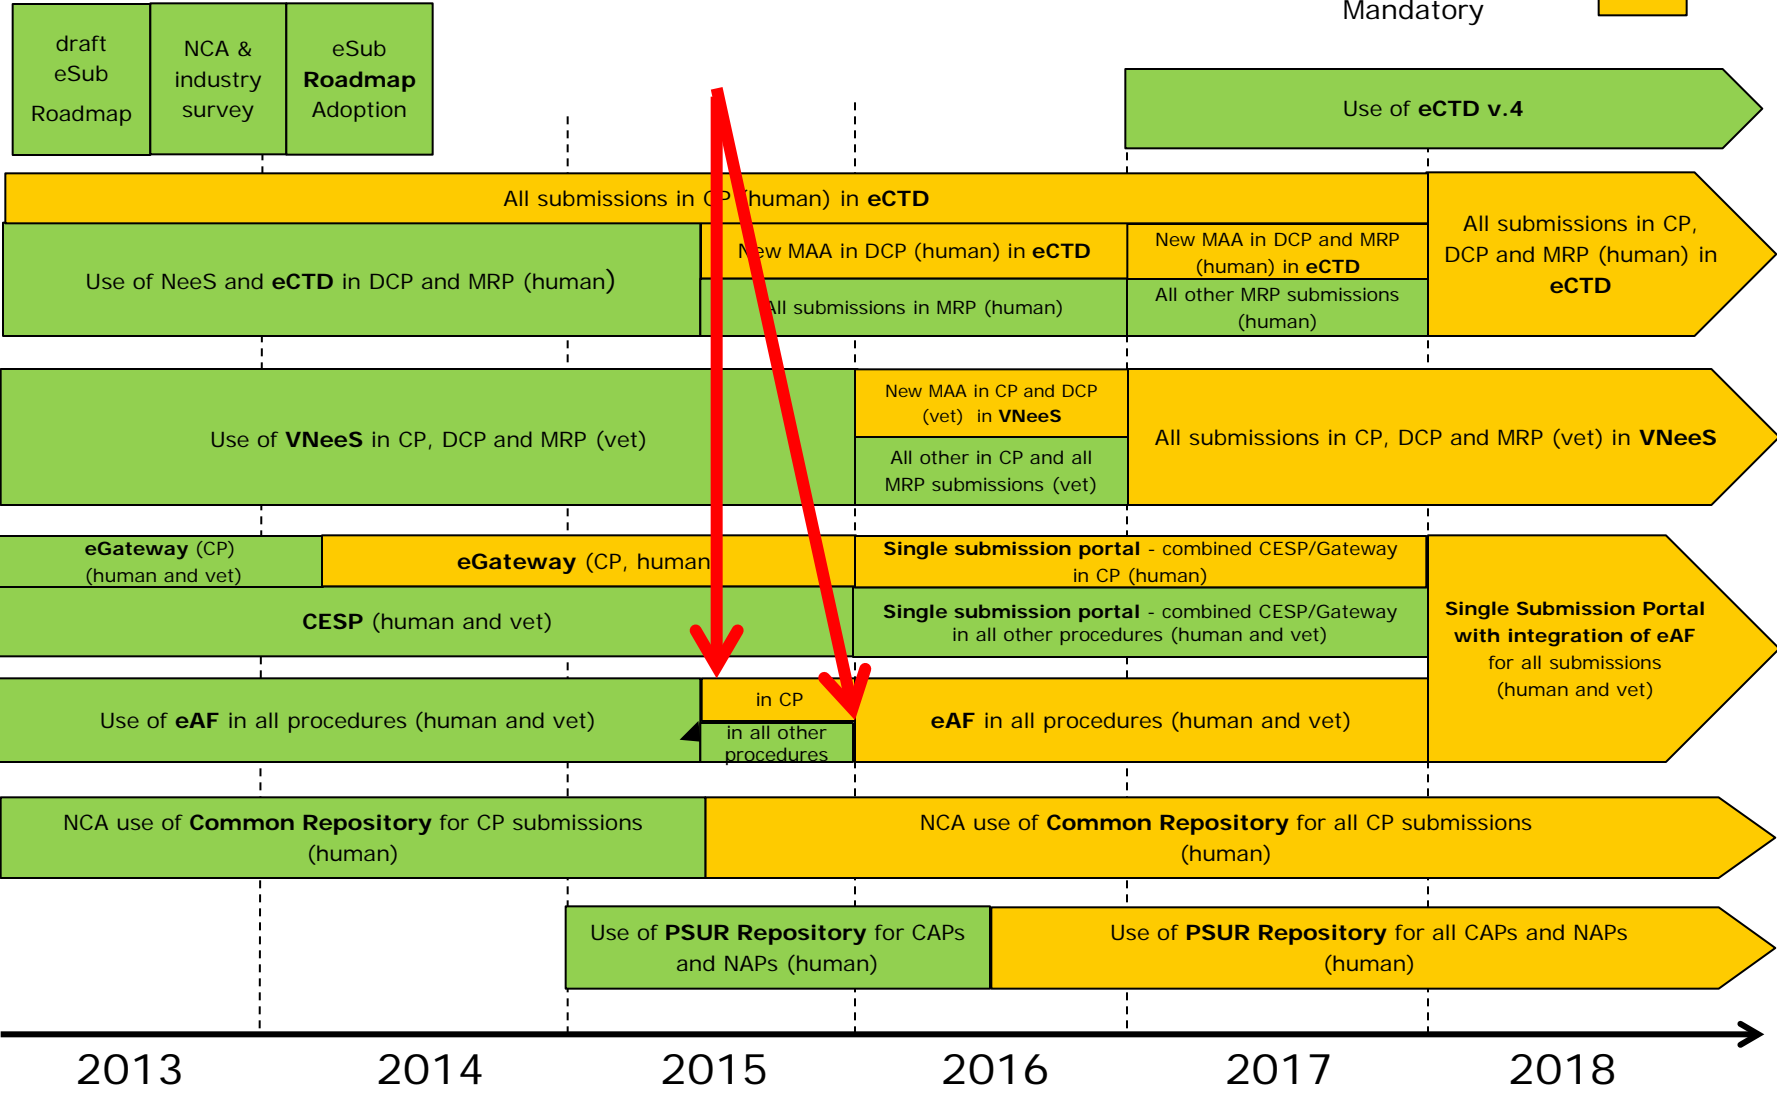 Mandatory
draft
eSub
Roadmap
NCA &
industry
survey
eSub
Roadmap
Adoption
Use of eCTD v.4
All submissions in CP (human) in eCTD
Use of NeeS and eCTD in DCP and MRP (human)
New MAA in DCP (human) in eCTD
All submissions in MRP (human)
New MAA in DCP and MRP
(human) in eCTD
All other MRP submissions
(human)
All submissions in CP,
DCP and MRP (human) in
eCTD
Use of VNeeS in CP, DCP and MRP (vet)
New MAA in CP and DCP
(vet) in VNeeS
All other in CP and all
MRP submissions (vet)
All submissions in CP, DCP and MRP (vet) in VNeeS
eGateway (CP)
(human and vet)
eGateway (CP, human
Single submission portal - combined CESP/Gateway
in CP (human)
CESP (human and vet)
Single submission portal - combined CESP/Gateway
in all other procedures (human and vet)
Single Submission Portal
with integration of eAF
for all submissions
(human and vet)
Use of eAF in all procedures (human and vet)
in CP
in all other
procedures
eAF in all procedures (human and vet)
NCA use of Common Repository for CP submissions
(human)
NCA use of Common Repository for all CP submissions
(human)
Use of PSUR Repository for CAPs
and NAPs (human)
Use of PSUR Repository for all CAPs and NAPs
(human)
2013
2014
2015
2016
2017
2018